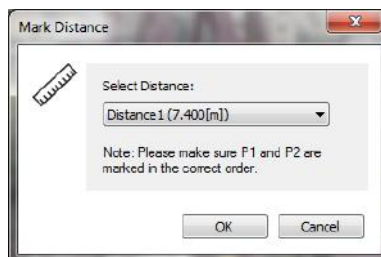 Mark Distance
Select Distance:
Distance1 (7.400[m])
Note: Please make sure P1 and P2 are
marked in the correct order.
OK
Cancel